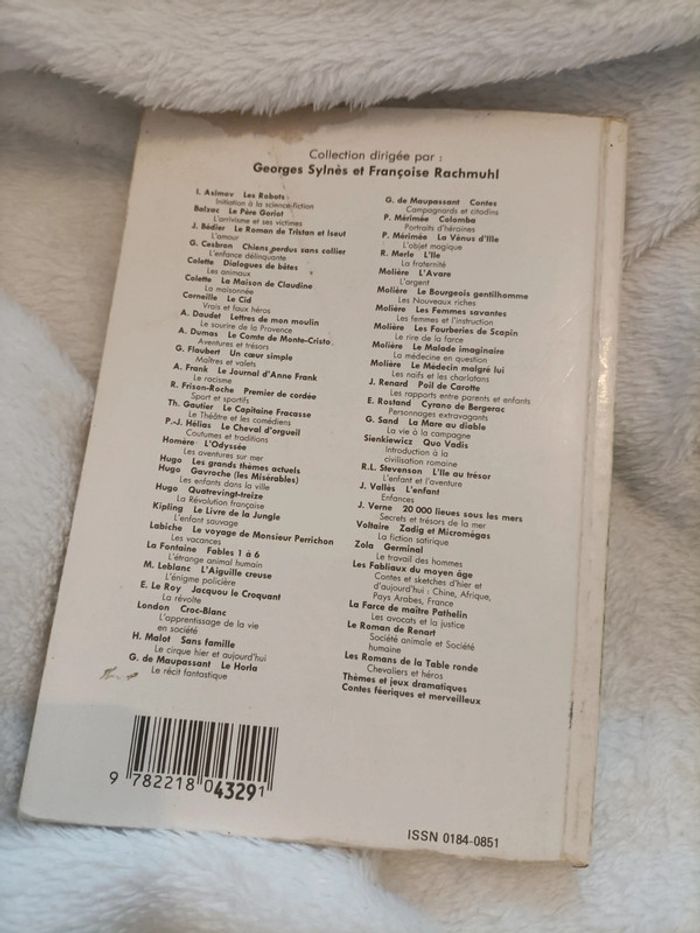 Collection dirigée par :
Georges Sylnès et Françoise Rachmuhl
I. Asimov Les Robots
Initiation à la science-fiction
Balzac Le Père Goriot
L'arrivisme et ses victimes
J. Bédier Le Roman de Tristan et Iseut
L'amour
G. Cesbron Chiens perdus sans collier
L'enfance délinquante
Colette Dialogues de bêtes
Les animaux
Colette La Maison de Claudine
La maisonnée
Corneille Le Cid
Vrais et faux héros
A. Daudet Lettres de mon moulin
Le sourire de la Provence
A. Dumas Le Comte de Monte-Cristo
Aventures et trésors
G. Flaubert Un cœur simple
Maîtres et valets
A. Frank Le Journal d'Anne Frank
Le racisme
R. Frison-Roche Premier de cordée
Sport et sportifs
Th. Gautier Le Capitaine Fracasse
Le Théâtre et les comédiens
P.-J. Hélias Le Cheval d'orgueil
Coutumes et traditions
Homère L'Odyssée
Les aventures sur mer
Hugo Les grands thèmes actuels
Hugo Gavroche (les Misérables)
Les enfants dans la ville
Hugo Quatrevingt-treize
La Révolution française
Kipling Le Livre de la Jungle
L'enfant sauvage
Labiche Le voyage de Monsieur Perrichon
Les vacances
La Fontaine Fables 1 à 6
L'étrange animal humain
M. Leblanc L'Aiguille creuse
L'énigme policière
E. Le Roy Jacquou le Croquant
La révolte
London Croc-Blanc
L'apprentissage de la vie
en société
H. Malot Sans famille
Le cirque hier et aujourd'hui
G. de Maupassant Le Horla
Le récit fantastique
G. de Maupassant Contes
Campagnards et citadins
P. Mérimée Colomba
Portraits d'héroïnes
P. Mérimée La Vénus d'Ille
L'objet magique
R. Merle L'Ile
La fraternité
Molière L'Avare
L'argent
Molière Le Bourgeois gentilhomme
Les Nouveaux riches
Molière Les Femmes savantes
Les femmes et l'instruction
Molière Les Fourberies de Scapin
Le rire de la farce
Molière Le Malade imaginaire
La médecine en question
Molière Le Médecin malgré lui
Les naïfs et les charlatans
J. Renard Poil de Carotte
Les rapports entre parents et enfants
E. Rostand Cyrano de Bergerac
Personnages extravagants
G. Sand La Mare au diable
La vie à la campagne
Sienkiewicz Quo Vadis
Introduction à la
civilisation romaine
R.L. Stevenson L'Ile au trésor
L'enfant et l'aventure
J. Vallès L'enfant
Enfances
J. Verne 20 000 lieues sous les mers
Secrets et trésors de la mer
Voltaire Zadig et Micromégas
La fiction satirique
Zola Germinal
Le travail des hommes
Les Fabliaux du moyen âge
Contes et sketches d'hier et
d'aujourd'hui : Chine, Afrique,
Pays Arabes, France
La Farce de maître Pathelin
Les avocats et la justice
Le Roman de Renart
Société animale et Société
humaine
Les Romans de la Table ronde
Chevaliers et héros
Thèmes et jeux dramatiques
Contes féeriques et merveilleux
9 782218 043291
ISSN 0184-0851